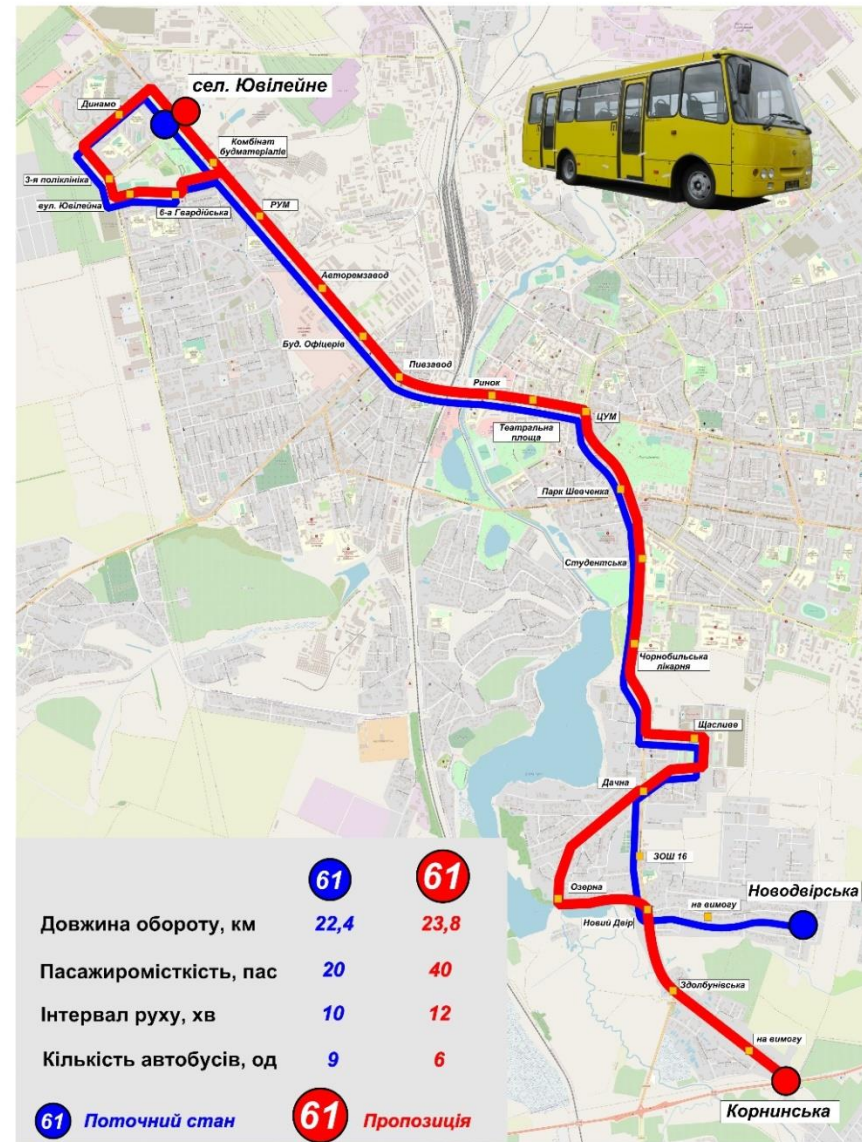 сел. Ювілейне
Динамо
Комбінат
будматеріалів
3-я поліклініка
вул. Ювілейна
6-а Гвардійська
РУМ
Авторемзавод
Буд. Офіцерів
Пивзавод
Ринок
ЦУМ
Театральна
площа
Парк Шевченка
Студентська
Чорнобильська
лікарня
Щасливе
Дачна
ЗОШ 16
Новодвірська
Озерна
на вимогу
Новий Двір
Здолбунівська
на вимогу
Корнинська
61 61
Довжина обороту, км 22,4 23,8
Пасажиромісткість, пас 20 40
Інтервал руху, хв 10 12
Кількість автобусів, од 9 6
61 Поточний стан 61 Пропозиція